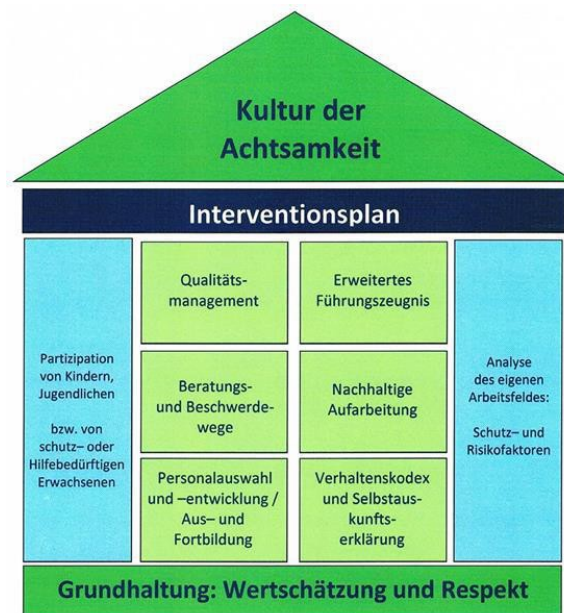 Kultur der
Achtsamkeit
Interventionsplan
Partizipation
von Kindern,
Jugendlichen
bzw. von
schutz– oder
Hilfebedürftigen
Erwachsenen
Qualitäts-
management
Erweitertes
Führungszeugnis
Beratungs-
und Beschwerde-
wege
Nachhaltige
Aufarbeitung
Personalauswahl
und –entwicklung /
Aus– und
Fortbildung
Verhaltenskodex
und Selbstaus-
kunfts-
erklärung
Analyse
des eigenen
Arbeitsfeldes:
Schutz– und
Risikofaktoren
Grundhaltung: Wertschätzung und Respekt